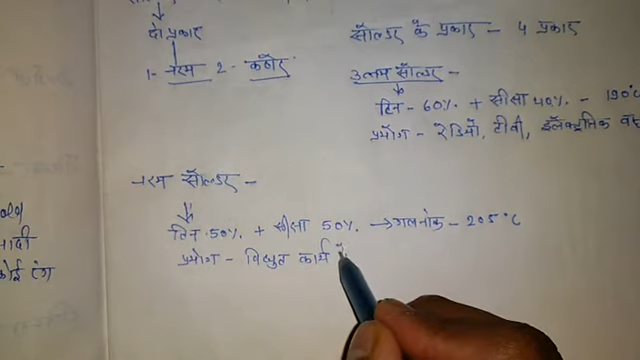 दो प्रकार
1- नरम 2- कठोर
सॉल्डर के प्रकार - 4 प्रकार
उत्तम सॉल्डर -
टिन - 60% + सीसा 40% - 190°C
प्रयोग - रेडियो, टीवी, इलैक्ट्रानिक
नरम सॉल्डर -
टिन 50% + सीसा 50% → गलनांक - 205°C
प्रयोग - विद्युत कार्य में
कोई रंग